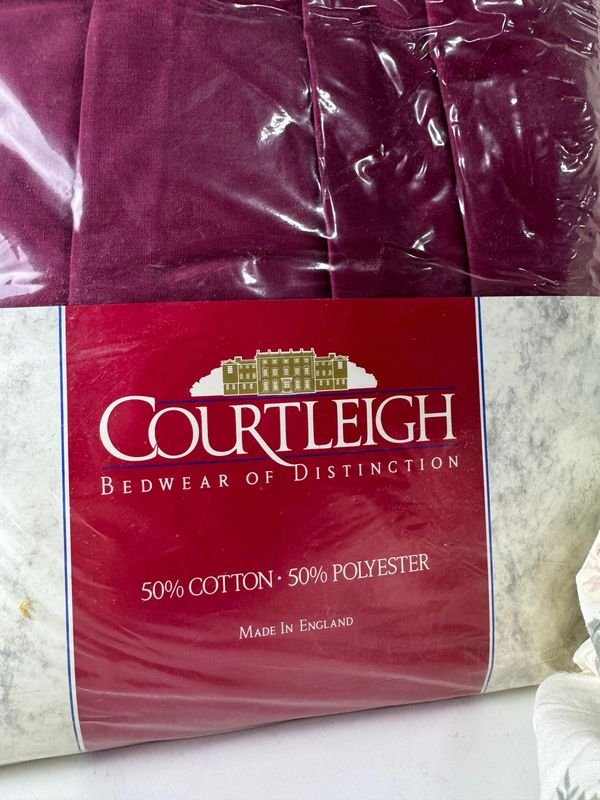 COURTLEIGH
BEDWEAR OF DISTINCTION
50% COTTON · 50% POLYESTER
MADE IN ENGLAND